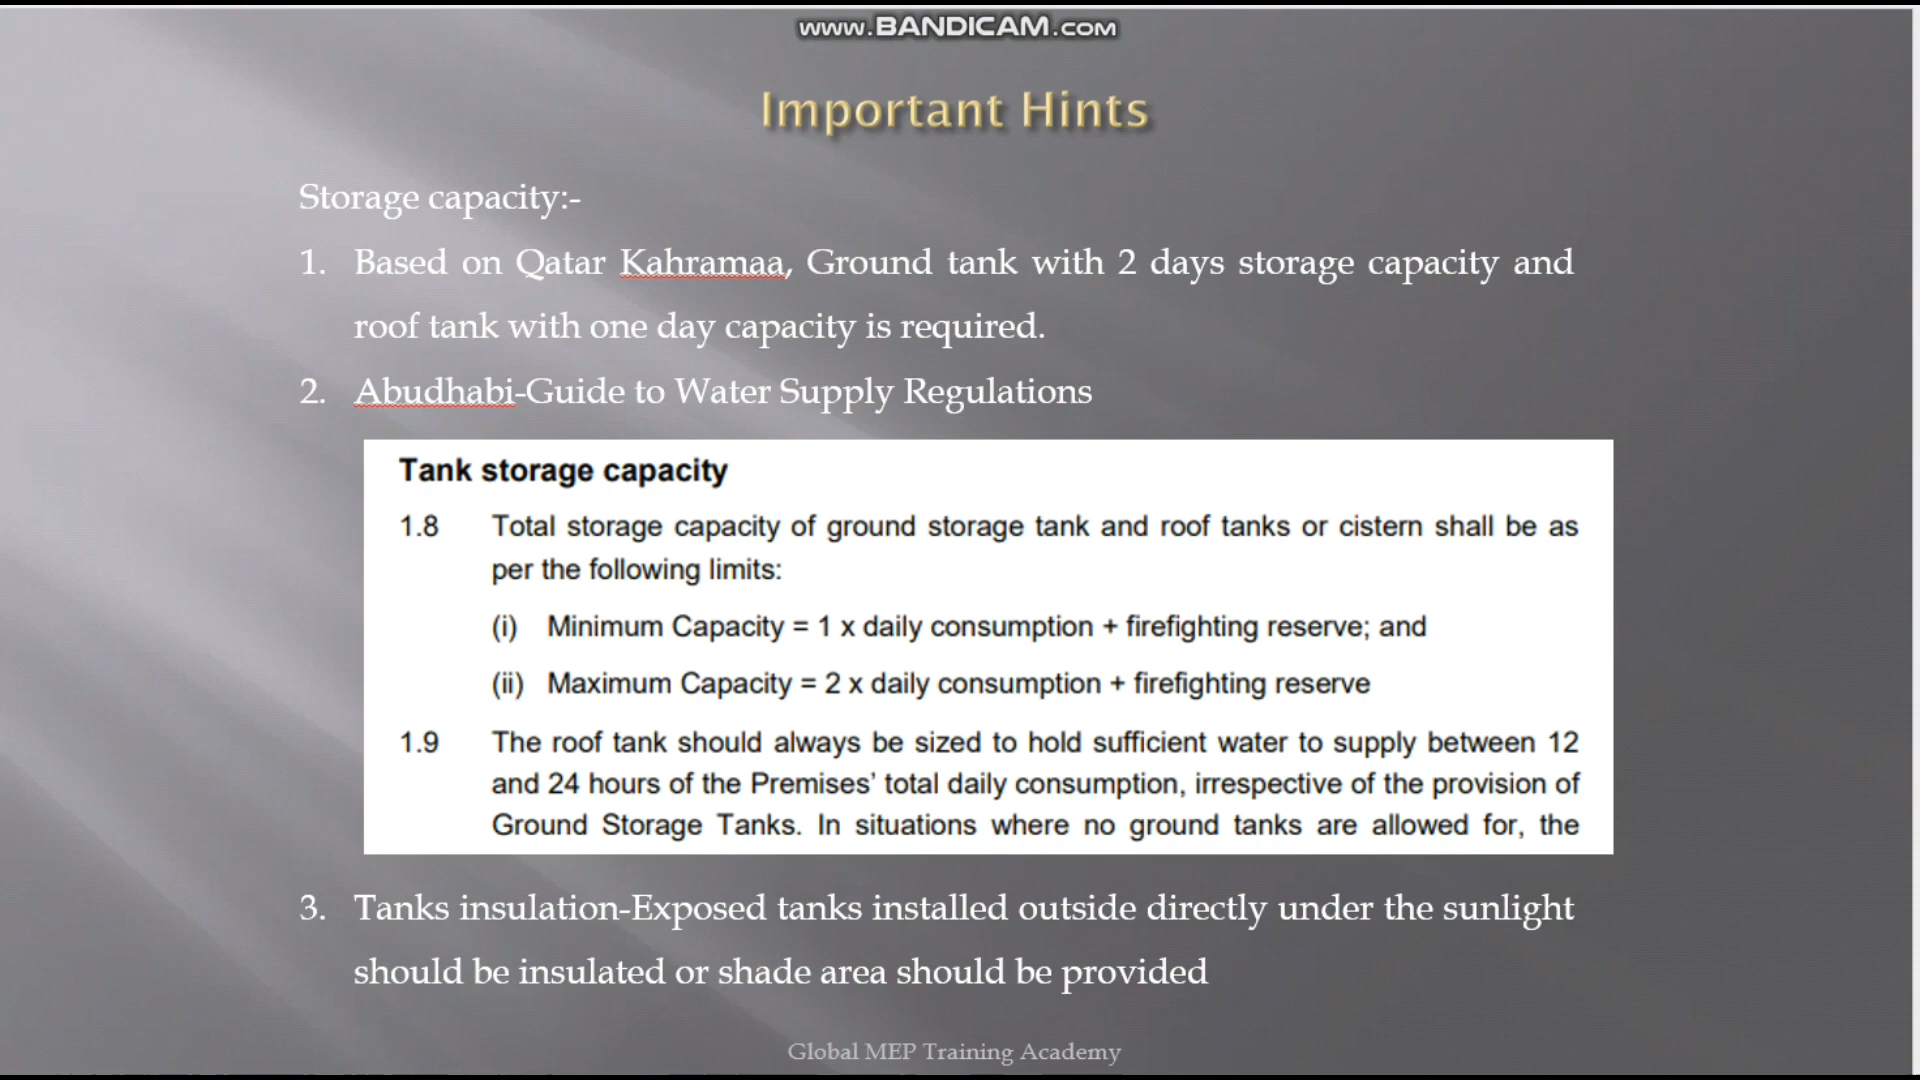 www.BANDICAM.COM
Important Hints
Storage capacity:-
1. Based on Qatar Kahramaa, Ground tank with 2 days storage capacity and
roof tank with one day capacity is required.
2. Abudhabi-Guide to Water Supply Regulations
Tank storage capacity
1.8 Total storage capacity of ground storage tank and roof tanks or cistern shall be as
per the following limits:
(i) Minimum Capacity = 1 x daily consumption + firefighting reserve; and
(ii) Maximum Capacity = 2 x daily consumption + firefighting reserve
1.9 The roof tank should always be sized to hold sufficient water to supply between 12
and 24 hours of the Premises’ total daily consumption, irrespective of the provision of
Ground Storage Tanks. In situations where no ground tanks are allowed for, the
3. Tanks insulation-Exposed tanks installed outside directly under the sunlight
should be insulated or shade area should be provided
Global MEP Training Academy